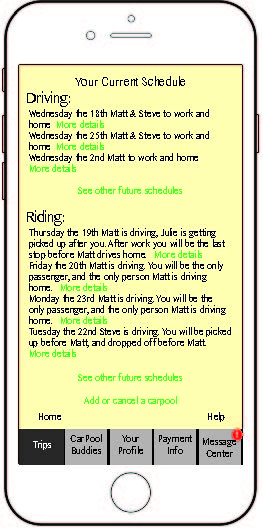 Your Current Schedule
Driving:
Wednesday the 18th Matt & Steve to work and
home  More details
Wednesday the 25th Matt & Steve to work and
home  More details
Wednesday the 2nd Matt to work and home
More details
See other future schedules
Riding:
Thursday the 19th Matt is driving, Julie is getting
picked up after you. After work you will be the last
stop before Matt drives home.  More details
Friday the 20th Matt is driving. You will be the only
passenger, and the only person Matt is driving
home.  More details
Monday the 23rd Matt is driving. You will be the
only passenger, and the only person Matt is driving
home.  More details
Tuesday the 22nd Steve is driving. You will be picked
up before Matt, and dropped off before Matt.
More details
See other future schedules
Add or cancel a carpool
Home Help
Trips
Car Pool
Buddies
Your
Profile
Payment
Info
Message
Center
!